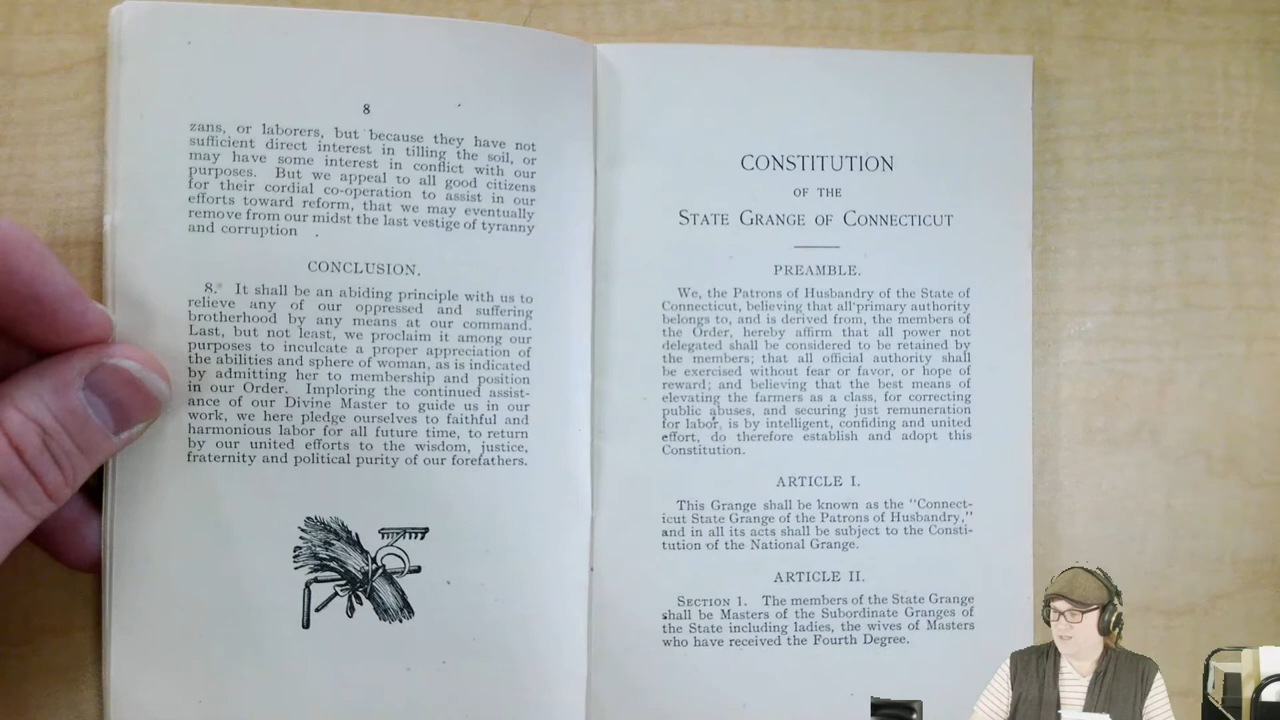 8
zans, or laborers, but because they have not
sufficient direct interest in tilling the soil, or
may have some interest in conflict with our
purposes. But we appeal to all good citizens
for their cordial co-operation to assist in our
efforts toward reform, that we may eventually
remove from our midst the last vestige of tyranny
and corruption
CONCLUSION.
8. It shall be an abiding principle with us to
relieve any of our oppressed and suffering
brotherhood by any means at our command.
Last, but not least, we proclaim it among our
purposes to inculcate a proper appreciation of
the abilities and sphere of woman, as is indicated
by admitting her to membership and position
in our Order. Imploring the continued assist-
ance of our Divine Master to guide us in our
work, we here pledge ourselves to faithful and
harmonious labor for all future time, to return
by our united efforts to the wisdom, justice,
fraternity and political purity of our forefathers.
CONSTITUTION
OF THE
STATE GRANGE OF CONNECTICUT
PREAMBLE.
We, the Patrons of Husbandry of the State of
Connecticut, believing that all primary authority
belongs to, and is derived from, the members of
the Order, hereby affirm that all power not
delegated shall be considered to be retained by
the members; that all official authority shall
be exercised without fear or favor, or hope of
reward; and believing that the best means of
elevating the farmers as a class, for correcting
public abuses, and securing just remuneration
for labor, is by intelligent, confiding and united
effort, do therefore establish and adopt this
Constitution.
ARTICLE I.
This Grange shall be known as the "Connect-
icut State Grange of the Patrons of Husbandry,"
and in all its acts shall be subject to the Consti-
tution of the National Grange.
ARTICLE II.
SECTION 1. The members of the State Grange
shall be Masters of the Subordinate Granges of
the State including ladies, the wives of Masters
who have received the Fourth Degree.